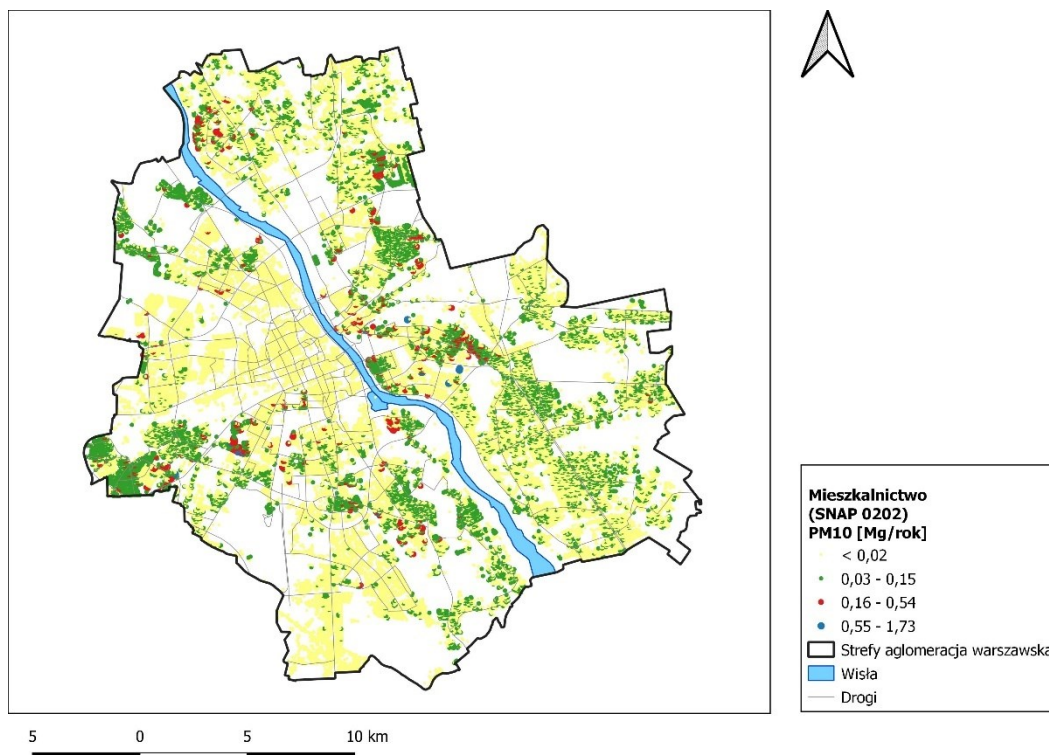 Mieszkalnictwo
(SNAP 0202)
PM10 [Mg/rok]
< 0,02
0,03 - 0,15
0,16 - 0,54
0,55 - 1,73
Strefy aglomeracja warszawska
Wisła
Drogi
5 0 5 10 km